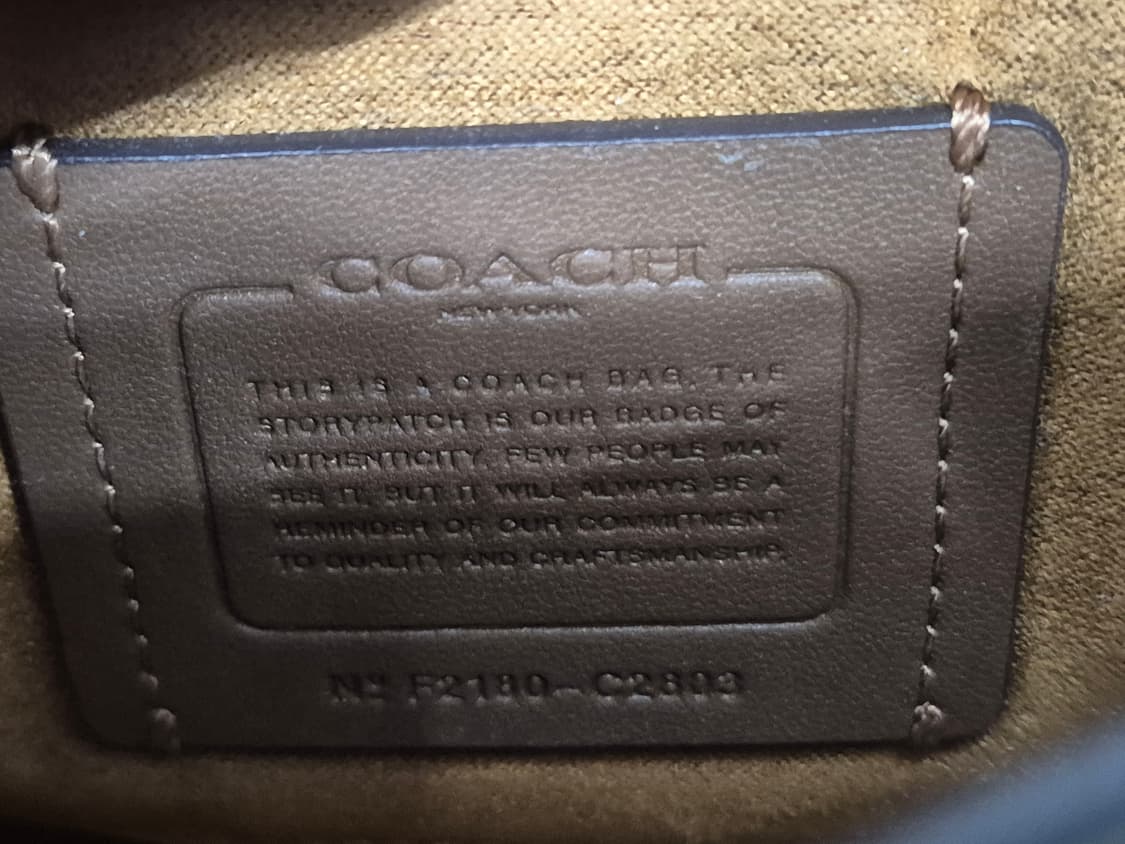 COACH
NEW YORK
THIS IS A COACH BAG. THE
STORYPATCH IS OUR BADGE OF
AUTHENTICITY. FEW PEOPLE MAY
SEE IT, BUT IT WILL ALWAYS BE A
REMINDER OF OUR COMMITMENT
TO QUALITY AND CRAFTSMANSHIP.
Nº F2180-C2803